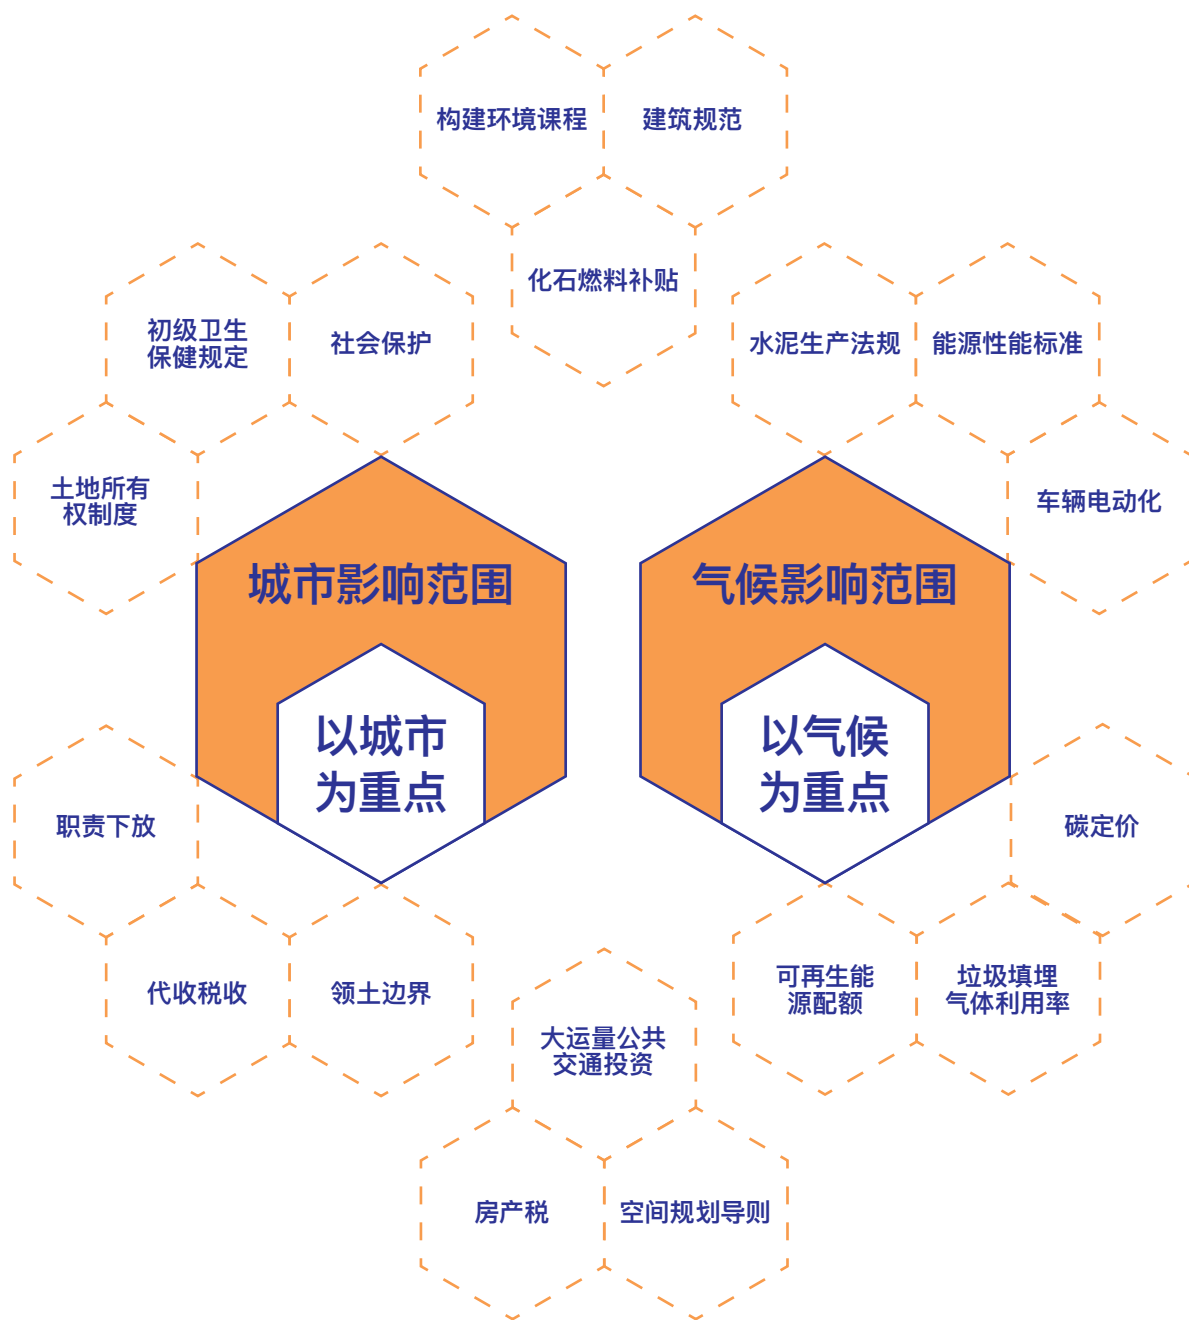 构建环境课程
建筑规范
化石燃料补贴
初级卫生
保健规定
社会保护
水泥生产法规
能源性能标准
土地所有
权制度
车辆电动化
城市影响范围
气候影响范围
以城市
为重点
以气候
为重点
职责下放
碳定价
代收税收
领土边界
可再生能
源配额
垃圾填埋
气体利用率
大运量公共
交通投资
房产税
空间规划导则